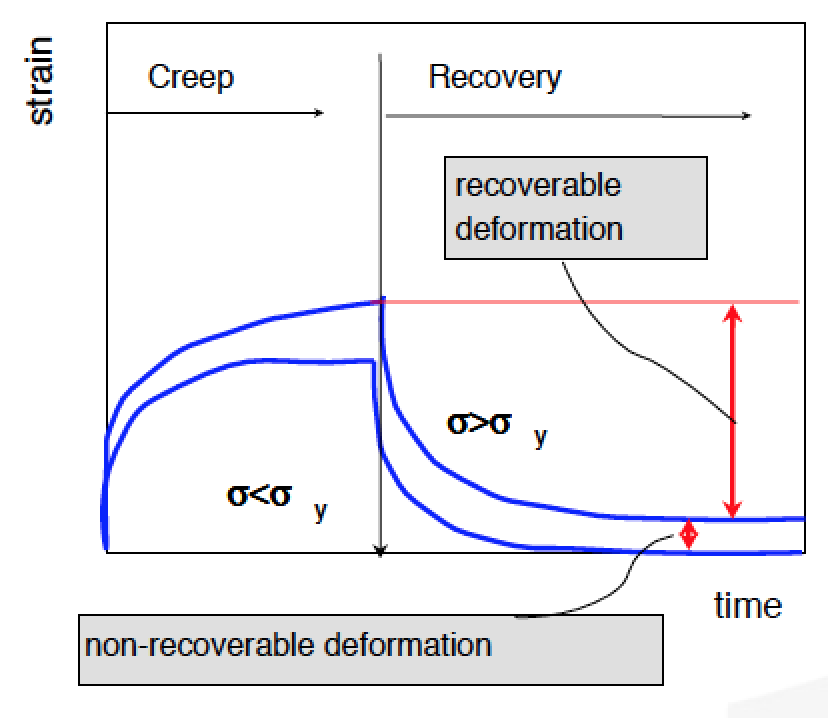 strain
Creep
Recovery
recoverable
deformation
σ>σ y
σ<σ y
time
non-recoverable deformation